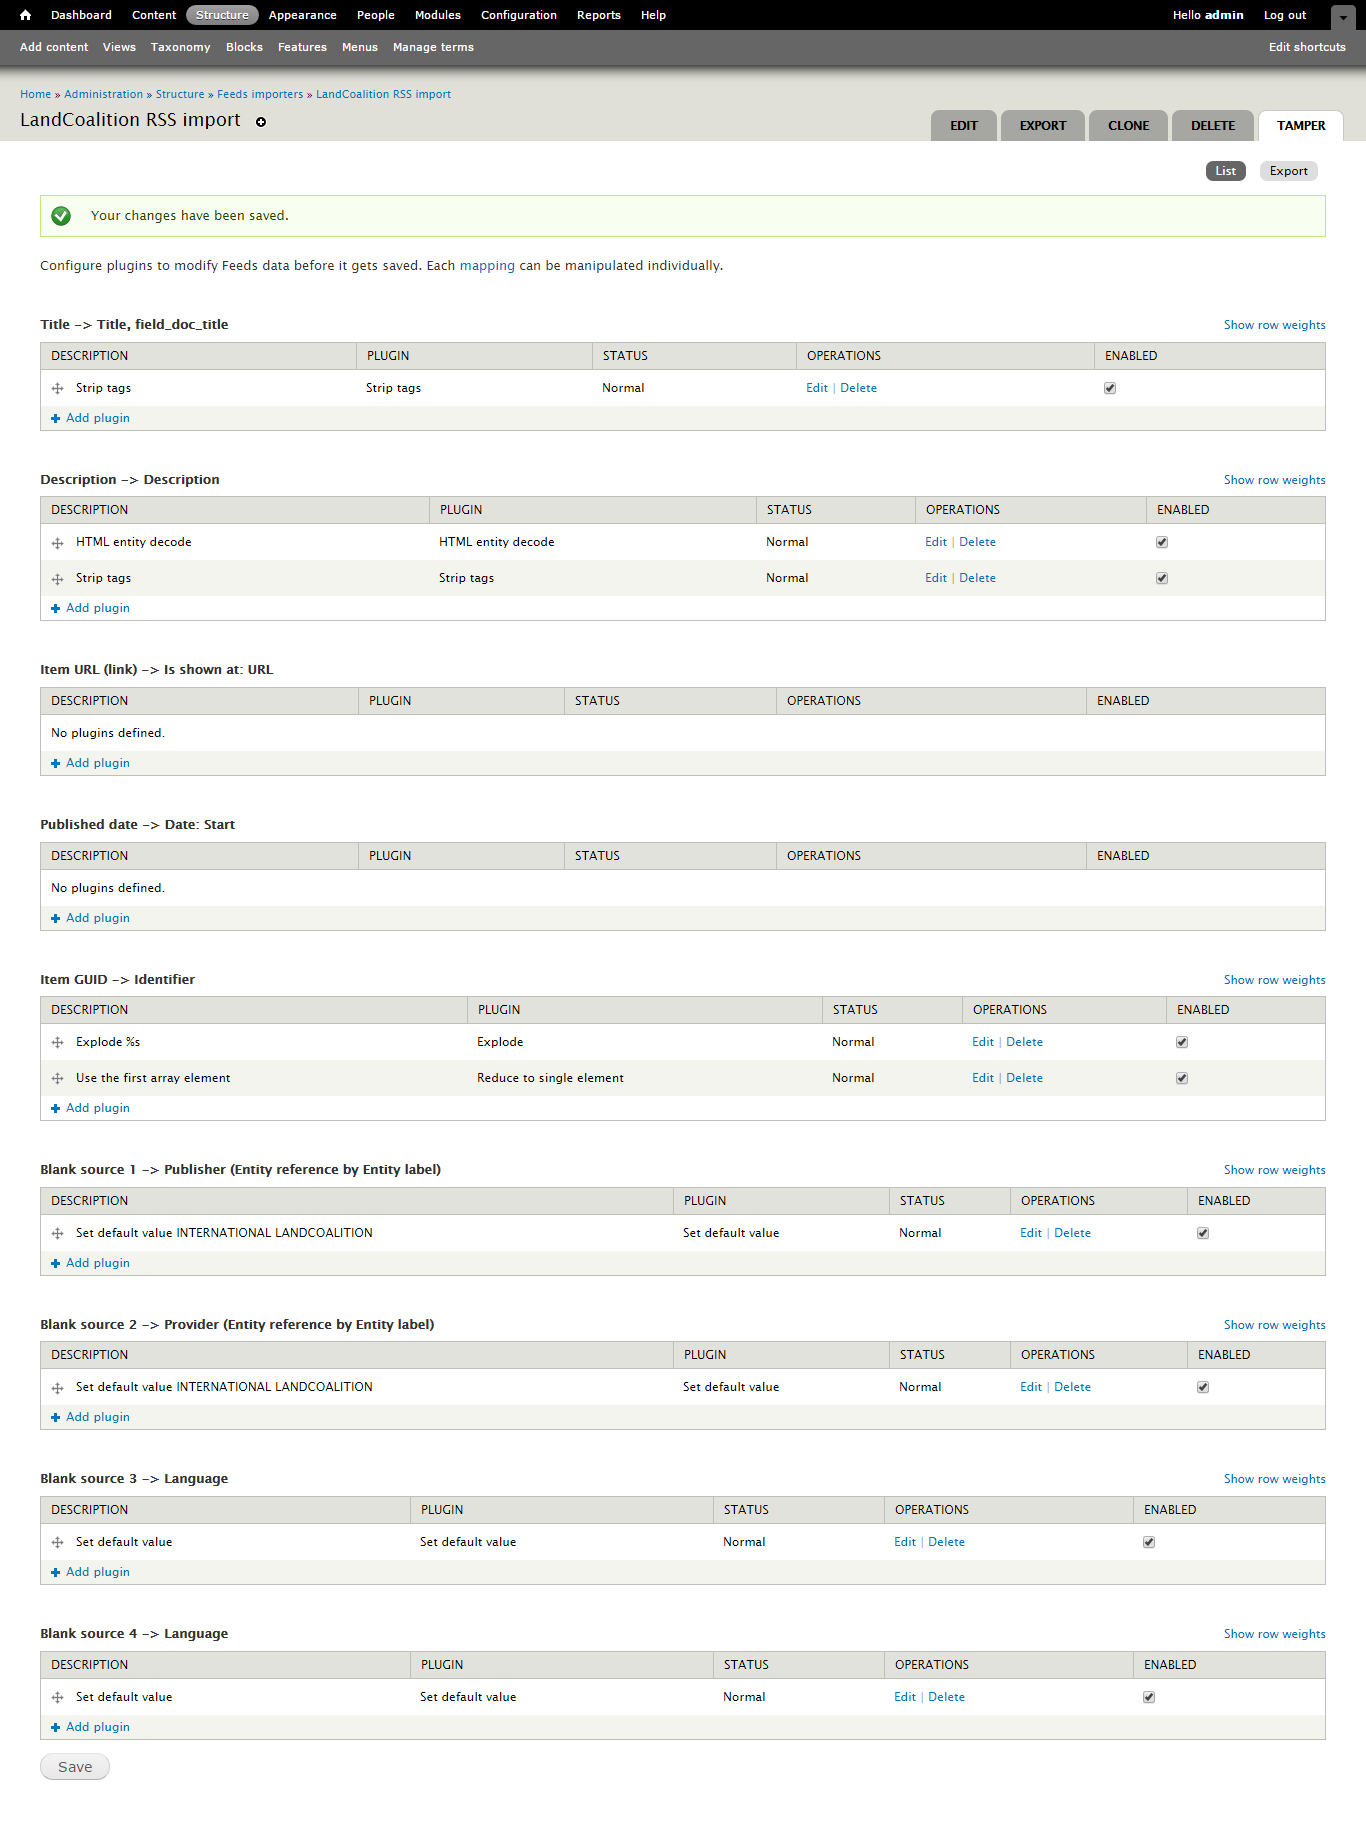 Dashboard Content Structure Appearance People Modules Configuration Reports Help Hello admin Log out
Add content Views Taxonomy Blocks Features Menus Manage terms Edit shortcuts
Home » Administration » Structure » Feeds importers » LandCoalition RSS import
LandCoalition RSS import EDIT EXPORT CLONE DELETE TAMPER
List Export
Your changes have been saved.
Configure plugins to modify Feeds data before it gets saved. Each mapping can be manipulated individually.
Title -> Title, field_doc_title Show row weights
DESCRIPTION PLUGIN STATUS OPERATIONS ENABLED
Strip tags Strip tags Normal Edit | Delete
Add plugin
Description -> Description Show row weights
DESCRIPTION PLUGIN STATUS OPERATIONS ENABLED
HTML entity decode HTML entity decode Normal Edit | Delete
Strip tags Strip tags Normal Edit | Delete
Add plugin
Item URL (link) -> Is shown at: URL
DESCRIPTION PLUGIN STATUS OPERATIONS ENABLED
No plugins defined.
Add plugin
Published date -> Date: Start
DESCRIPTION PLUGIN STATUS OPERATIONS ENABLED
No plugins defined.
Add plugin
Item GUID -> Identifier Show row weights
DESCRIPTION PLUGIN STATUS OPERATIONS ENABLED
Explode %s Explode Normal Edit | Delete
Use the first array element Reduce to single element Normal Edit | Delete
Add plugin
Blank source 1 -> Publisher (Entity reference by Entity label) Show row weights
DESCRIPTION PLUGIN STATUS OPERATIONS ENABLED
Set default value INTERNATIONAL LANDCOALITION Set default value Normal Edit | Delete
Add plugin
Blank source 2 -> Provider (Entity reference by Entity label) Show row weights
DESCRIPTION PLUGIN STATUS OPERATIONS ENABLED
Set default value INTERNATIONAL LANDCOALITION Set default value Normal Edit | Delete
Add plugin
Blank source 3 -> Language Show row weights
DESCRIPTION PLUGIN STATUS OPERATIONS ENABLED
Set default value Set default value Normal Edit | Delete
Add plugin
Blank source 4 -> Language Show row weights
DESCRIPTION PLUGIN STATUS OPERATIONS ENABLED
Set default value Set default value Normal Edit | Delete
Add plugin
Save